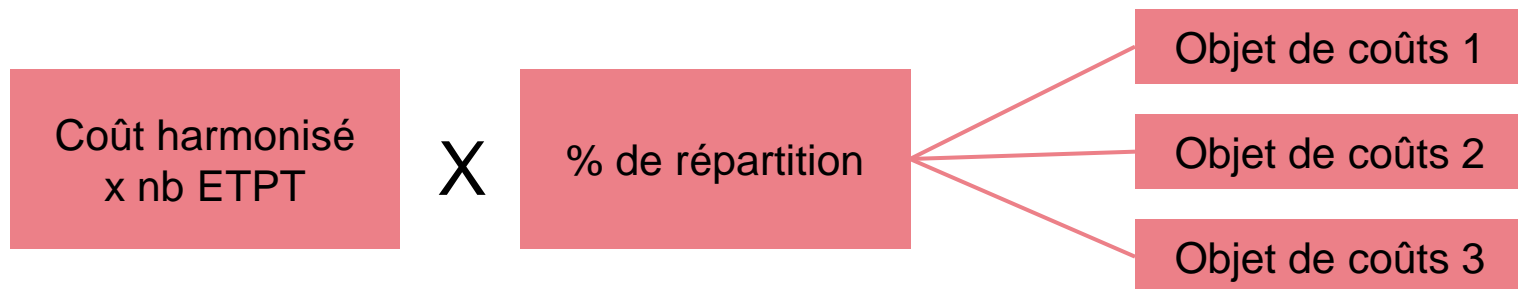 Coût harmonisé
x nb ETPT
X
% de répartition
Objet de coûts 1
Objet de coûts 2
Objet de coûts 3